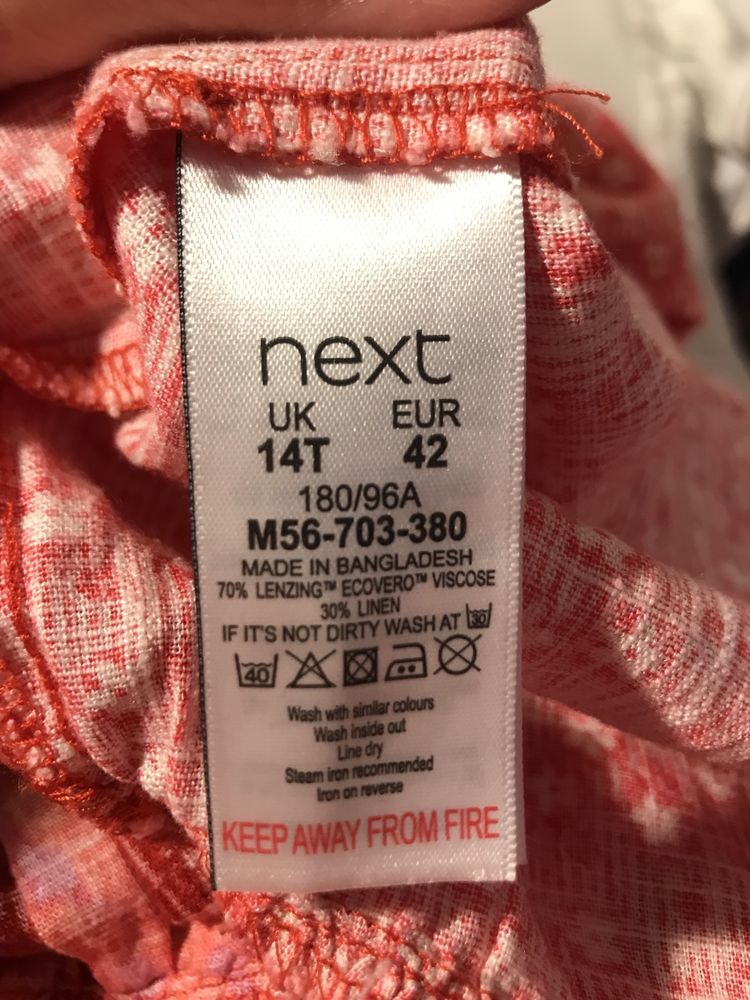 next
UK EUR
14T 42
180/96A
M56-703-380
MADE IN BANGLADESH
70% LENZING™ ECOVERO™ VISCOSE
30% LINEN
IF IT'S NOT DIRTY WASH AT 30
40
Wash with similar colours
Wash inside out
Line dry
Steam iron recommended
Iron on reverse
KEEP AWAY FROM FIRE